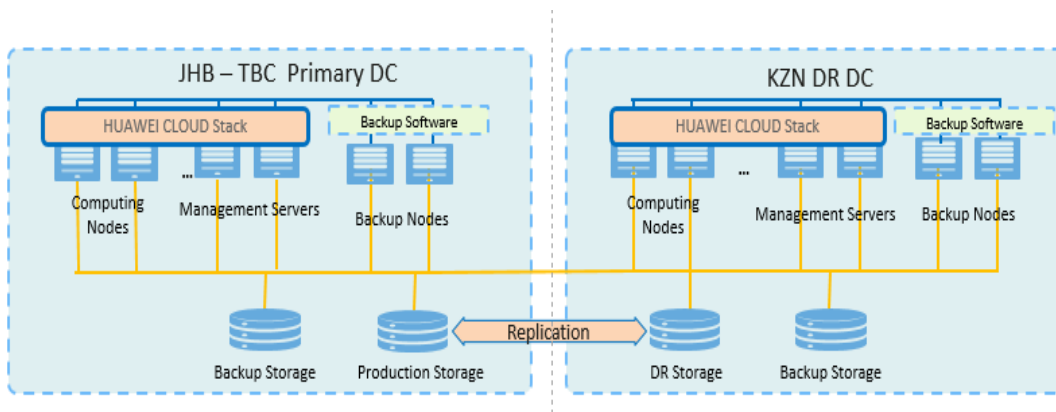 JHB – TBC Primary DC
HUAWEI CLOUD Stack
Backup Software
...
Computing
Nodes
Management Servers
Backup Nodes
Backup Storage
Production Storage
Replication
KZN DR DC
HUAWEI CLOUD Stack
Backup Software
...
Computing
Nodes
Management Servers
Backup Nodes
DR Storage
Backup Storage